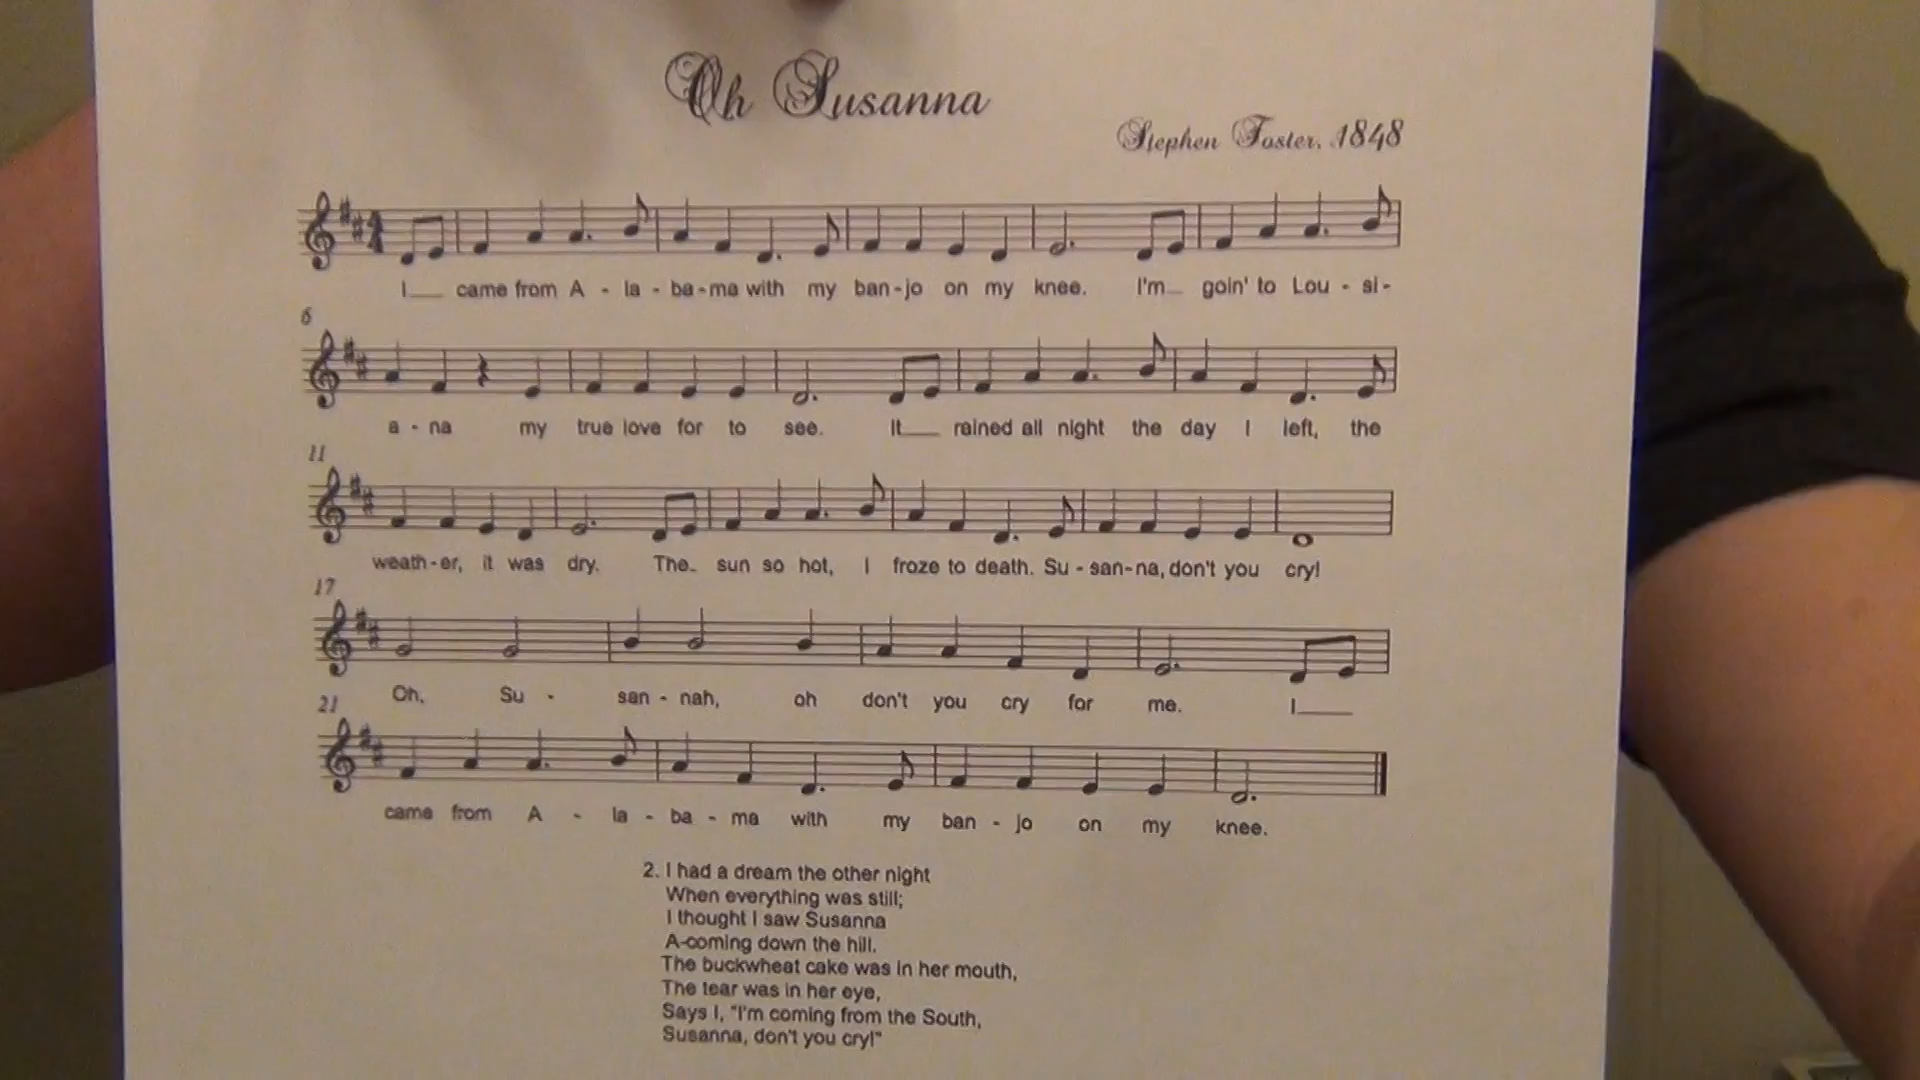 Oh Susanna
Stephen Foster, 1848
I__ came from A - la - ba - ma with my ban - jo on my knee. I'm__ goin' to Lou - si -
6
a - na my true love for to see. It__ rained all night the day I left, the
11
weath - er, it was dry. The_ sun so hot, I froze to death. Su - san - na, don't you cry!
17
Oh, Su - san - nah, oh don't you cry for me. I__
21
came from A - la - ba - ma with my ban - jo on my knee.
2. I had a dream the other night
When everything was still;
I thought I saw Susanna
A-coming down the hill.
The buckwheat cake was in her mouth,
The tear was in her eye,
Says I, "I'm coming from the South,
Susanna, don't you cry!"